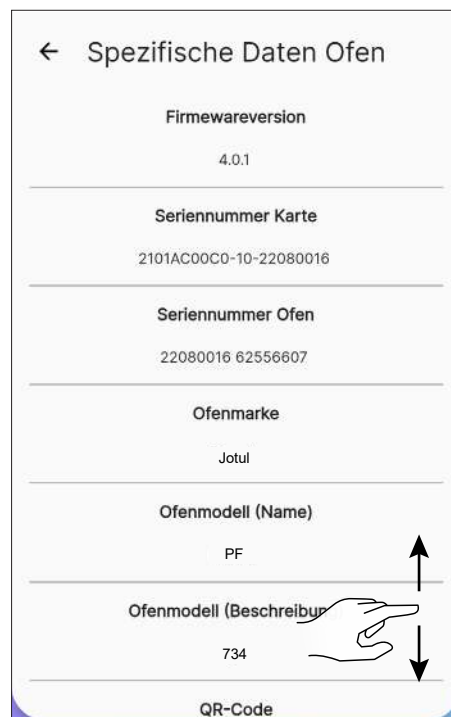 ← Spezifische Daten Ofen
Firmewareversion
4.0.1
Seriennummer Karte
2101AC00C0-10-22080016
Seriennummer Ofen
22080016 62556607
Ofenmarke
Jotul
Ofenmodell (Name)
PF
Ofenmodell (Beschreibun
734
QR-Code